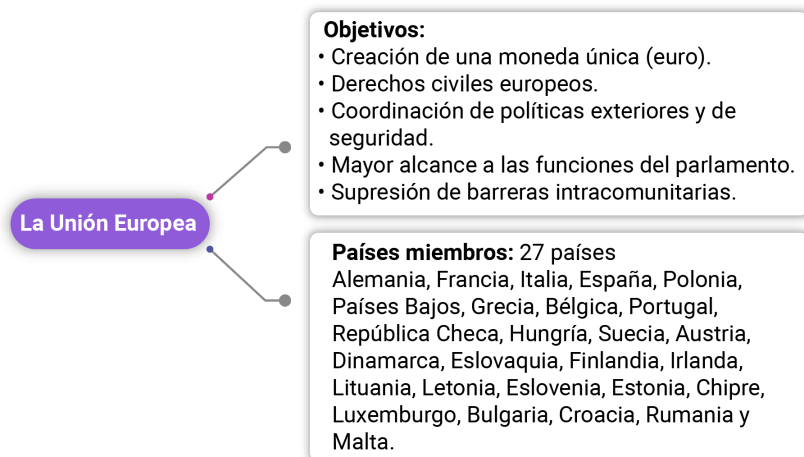 La Unión Europea
Objetivos:
• Creación de una moneda única (euro).
• Derechos civiles europeos.
• Coordinación de políticas exteriores y de
seguridad.
• Mayor alcance a las funciones del parlamento.
• Supresión de barreras intracomunitarias.
Países miembros: 27 países
Alemania, Francia, Italia, España, Polonia,
Países Bajos, Grecia, Bélgica, Portugal,
República Checa, Hungría, Suecia, Austria,
Dinamarca, Eslovaquia, Finlandia, Irlanda,
Lituania, Letonia, Eslovenia, Estonia, Chipre,
Luxemburgo, Bulgaria, Croacia, Rumania y
Malta.